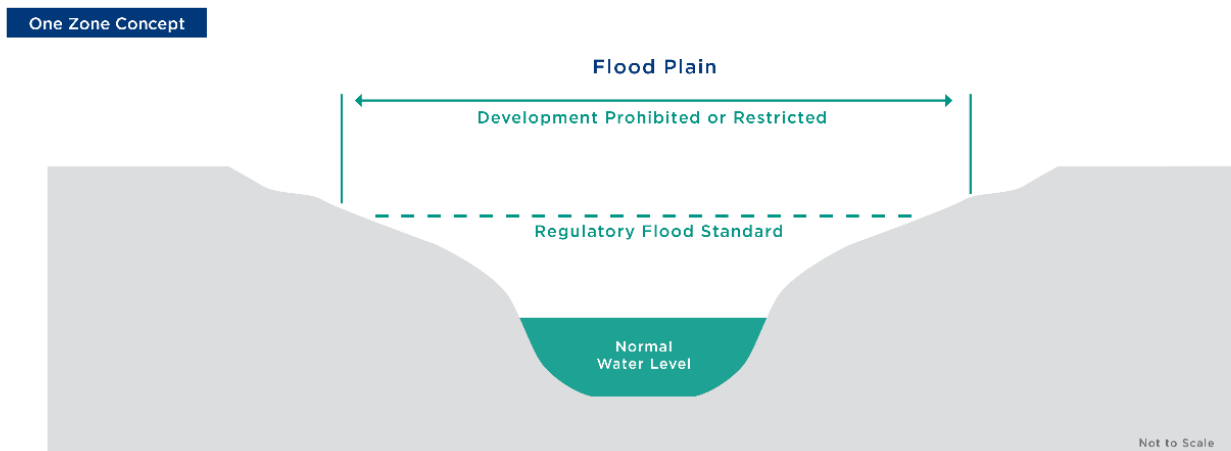 One Zone Concept
Flood Plain
Development Prohibited or Restricted
Regulatory Flood Standard
Normal
Water Level
Not to Scale